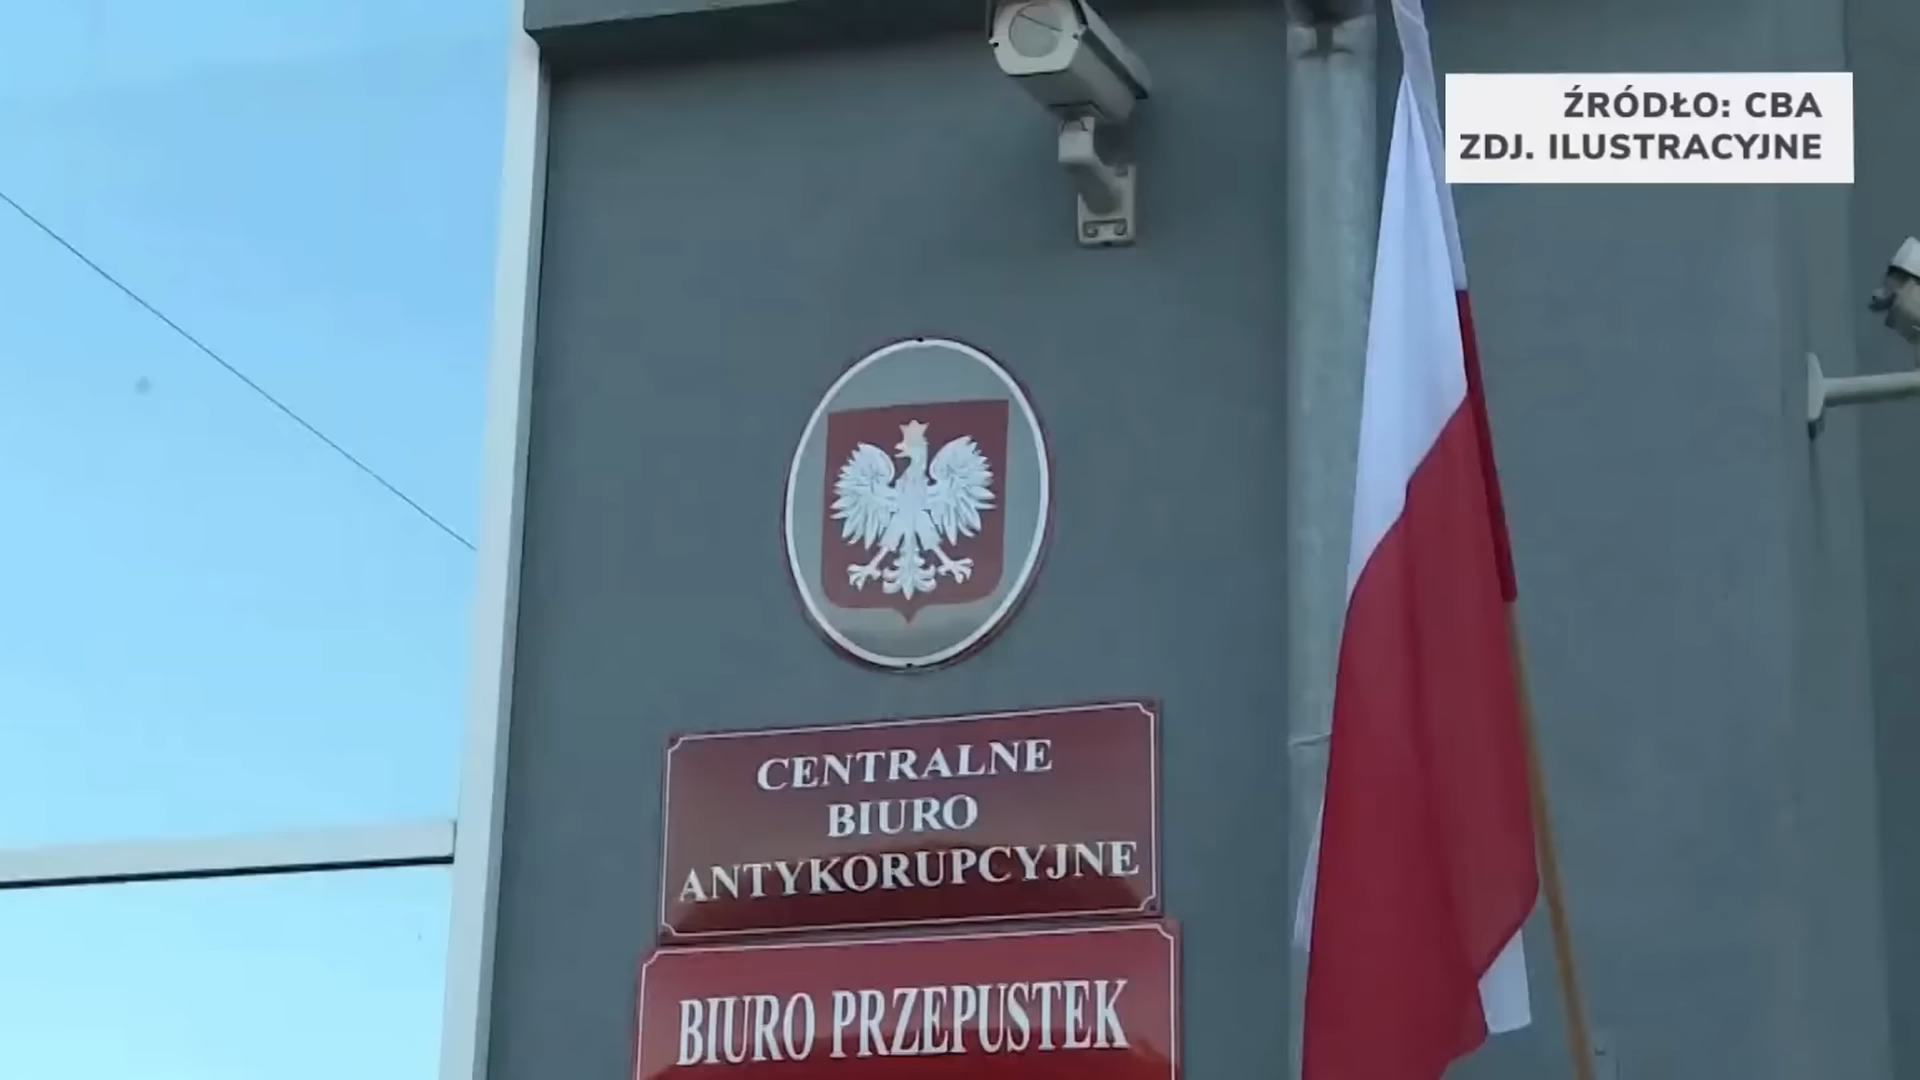 ŹRÓDŁO: CBA
ZDJ. ILUSTRACYJNE
CENTRALNE
BIURO
ANTYKORUPCYJNE
BIURO PRZEPUSTEK